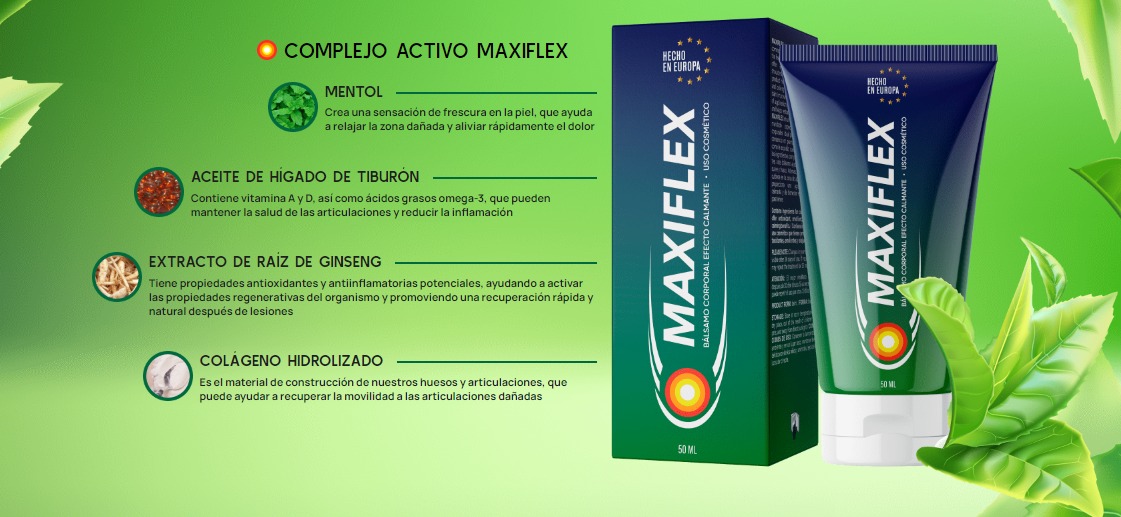 COMPLEJO ACTIVO MAXIFLEX
MENTOL
Crea una sensación de frescura en la piel, que ayuda
a relajar la zona dañada y aliviar rápidamente el dolor
ACEITE DE HÍGADO DE TIBURÓN
Contiene vitamina A y D, así como ácidos grasos omega-3, que pueden
mantener la salud de las articulaciones y reducir la inflamación
EXTRACTO DE RAÍZ DE GINSENG
Tiene propiedades antioxidantes y antiinflamatorias potenciales, ayudando a activar
las propiedades regenerativas del organismo y promoviendo una recuperación rápida y
natural después de lesiones
COLÁGENO HIDROLIZADO
Es el material de construcción de nuestros huesos y articulaciones, que
puede ayudar a recuperar la movilidad a las articulaciones dañadas
HECHO
EN EUROPA
MAXIFLEX
BÁLSAMO CORPORAL EFECTO CALMANTE • USO COSMÉTICO
50 ML
HECHO
EN EUROPA
MAXIFLEX
BÁLSAMO CORPORAL EFECTO CALMANTE • USO COSMÉTICO
50 ML